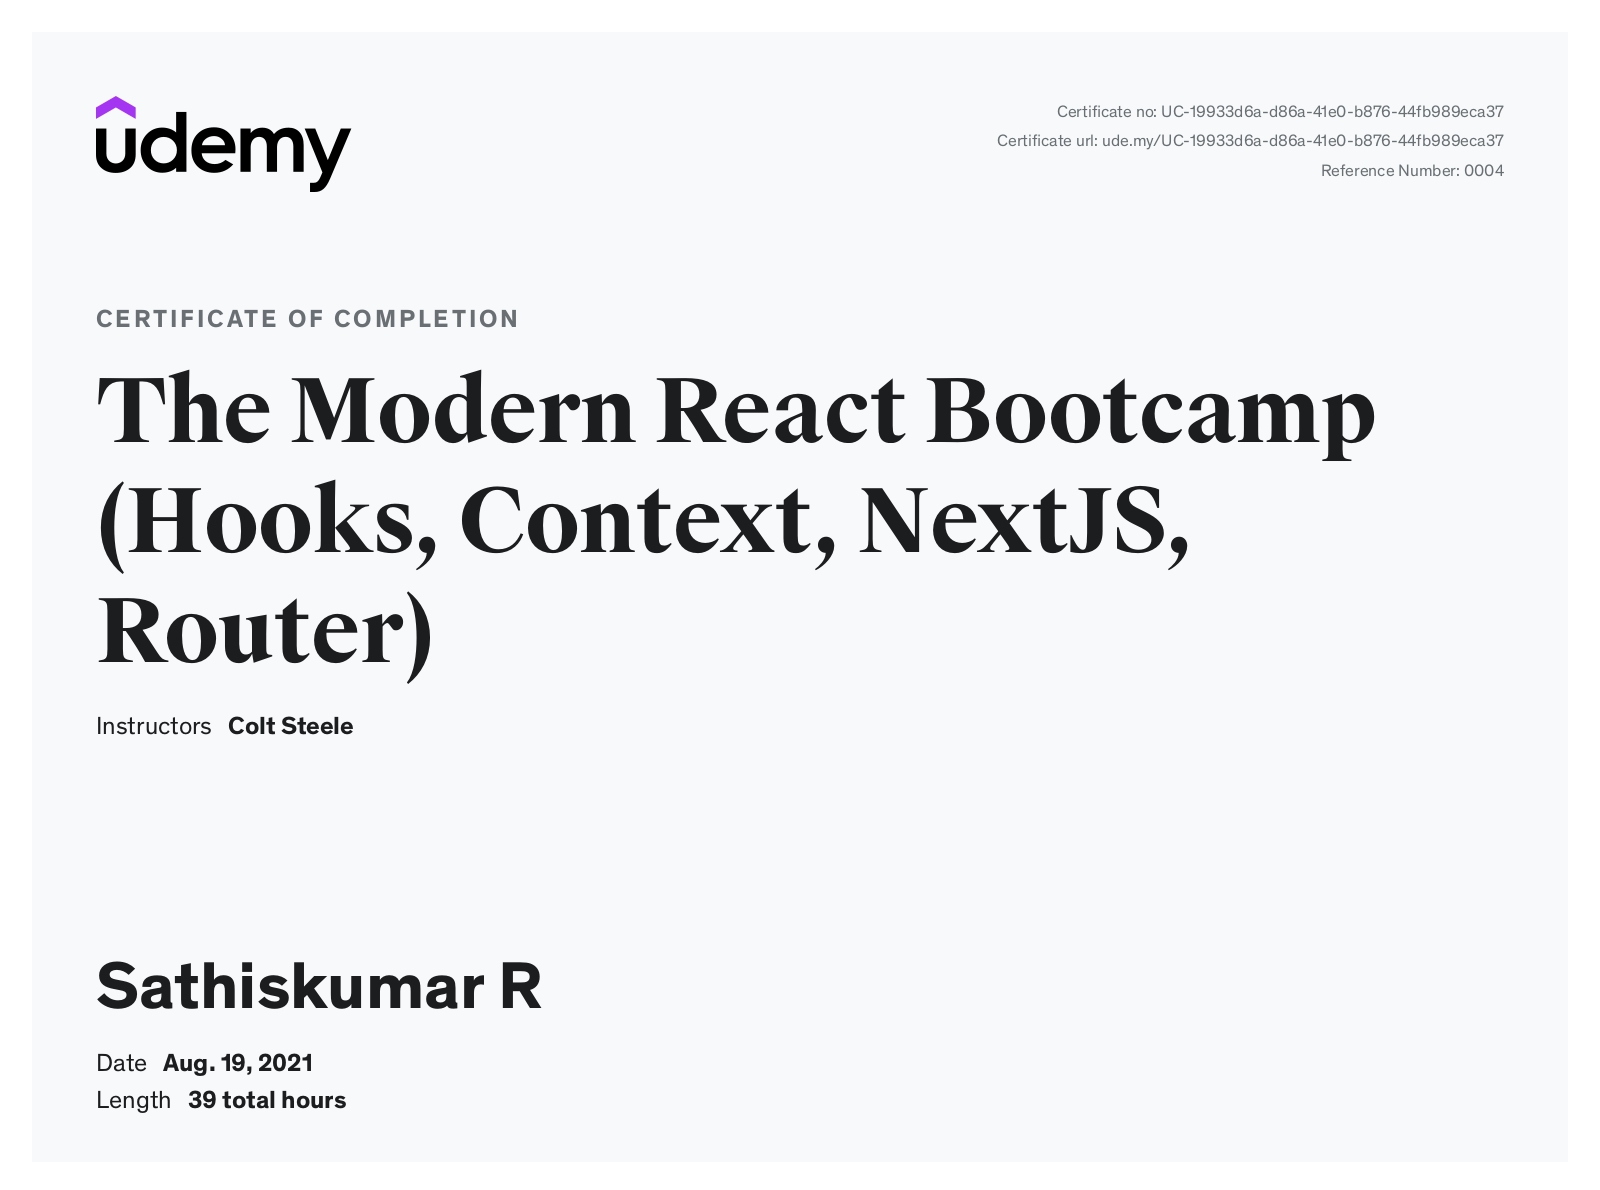 udemy
Certificate no: UC-19933d6a-d86a-41e0-b876-44fb989eca37
Certificate url: ude.my/UC-19933d6a-d86a-41e0-b876-44fb989eca37
Reference Number: 0004
CERTIFICATE OF COMPLETION
The Modern React Bootcamp
(Hooks, Context, NextJS,
Router)
Instructors Colt Steele
Sathiskumar R
Date Aug. 19, 2021
Length 39 total hours